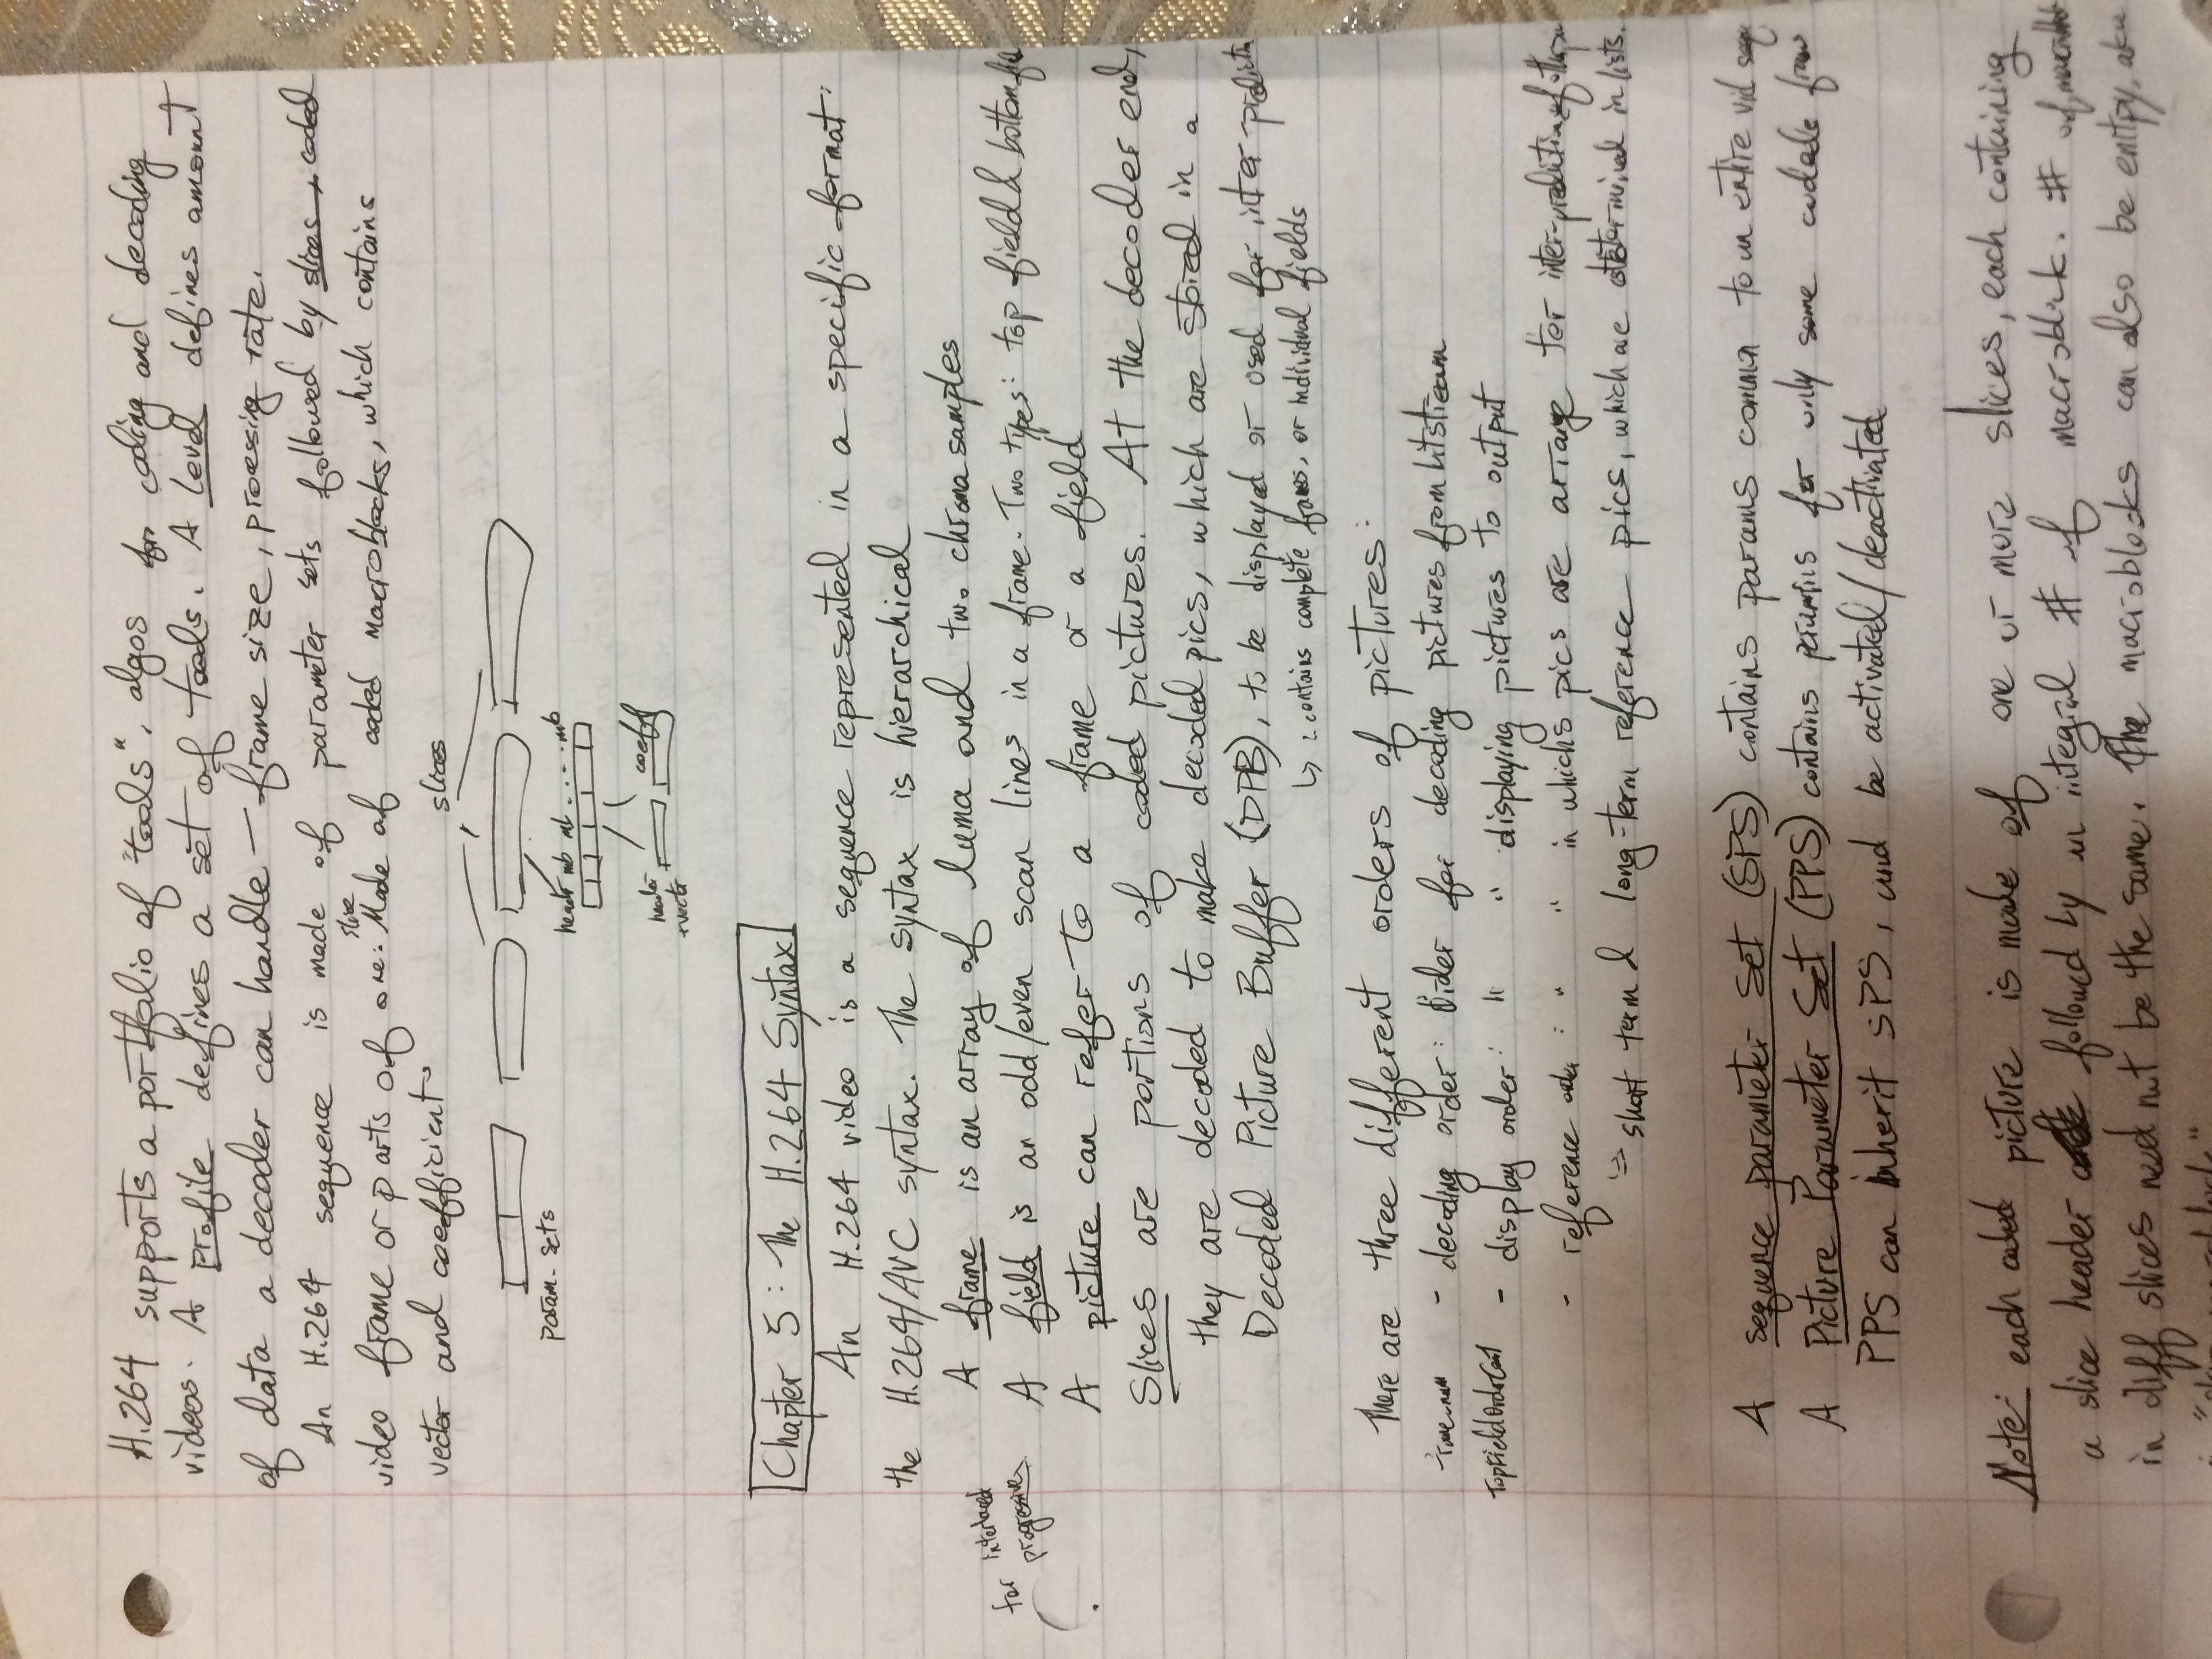 H.264 supports a portfolio of "tools", algos for coding and decoding
videos. A profile defines a set of tools. A level defines amount
of data a decoder can handle — frame size, processing rate.
An H.264 sequence is made of parameter sets followed by slices, coded
slice
video frame or parts of one. Made of coded macroblocks, which contains
vector and coefficients
slices
param. sets
header mb mb . . . . mb
header
+vector
coeff
Chapter 5: The H.264 Syntax
An H.264 video is a sequence represented in a specific format:
the H.264/AVC syntax. The syntax is hierarchical
A frame is an array of luma and two chroma samples
for interlaced
progressive
A field is an odd/even scan lines in a frame. Two types: top field & bottom fie
A picture can refer to a frame or a field
Slices are portions of coded pictures. At the decoder end,
they are decoded to make decoded pics, which are stored in a
Decoded Picture Buffer (DPB), to be displayed or used for inter-prediction
↳ : contains complete frames, or individual fields
There are three different orders of pictures:
frame_num - decoding order: Order for decoding pictures from bitstream
TopFieldOrderCnt - display order: " " displaying pictures to output
- reference order: " " in whichs pics are arrange for inter-prediction of other
⇒ short term & long-term reference pics, which are determined in lists.
A sequence parameter Set (SPS) contains params common to an entire vid sequ
A Picture Parameter Set (PPS) contains params for only some coded fram
PPS can inherit SPS, and be activated/deactivated
Note: each coded picture is made of one or more slices, each containing
a slice header followed by an integral # of macroblock. # of macroblock
in diff slices need not be the same. The macroblocks can also be emtpy, aka